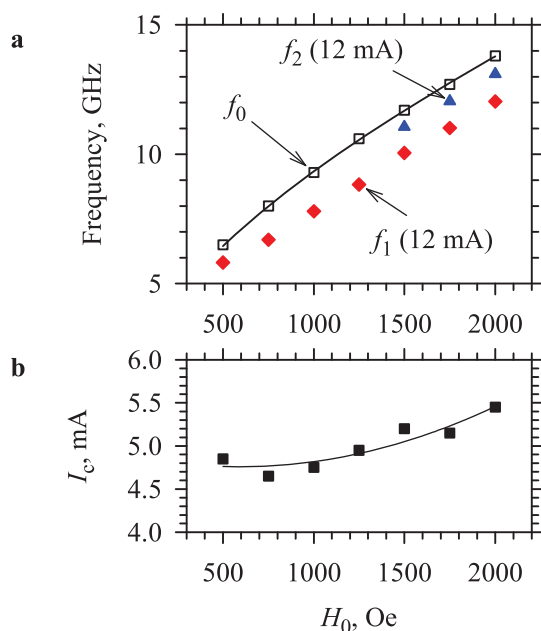 a
15
10
5
Frequency, GHz
f2 (12 mA)
f0
f1 (12 mA)
500 1000 1500 2000
b
6.0
5.5
5.0
4.5
4.0
Ic, mA
500 1000 1500 2000
H0, Oe